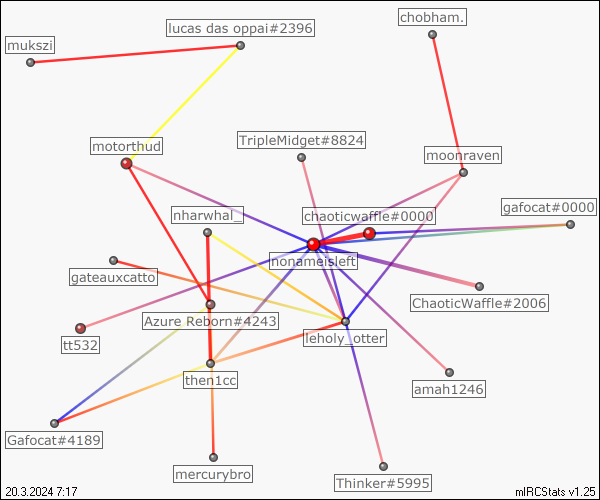 chobham.
lucas das oppai#2396
mukszi
TripleMidget#8824
motorthud
moonraven
gafocat#0000
nharwhal_
chaoticwaffle#0000
nonameisleft
gateauxcatto
ChaoticWaffle#2006
Azure Reborn#4243
leholy_otter
tt532
then1cc
amah1246
Gafocat#4189
mercurybro
Thinker#5995
20.3.2024 7:17
mIRCStats v1.25